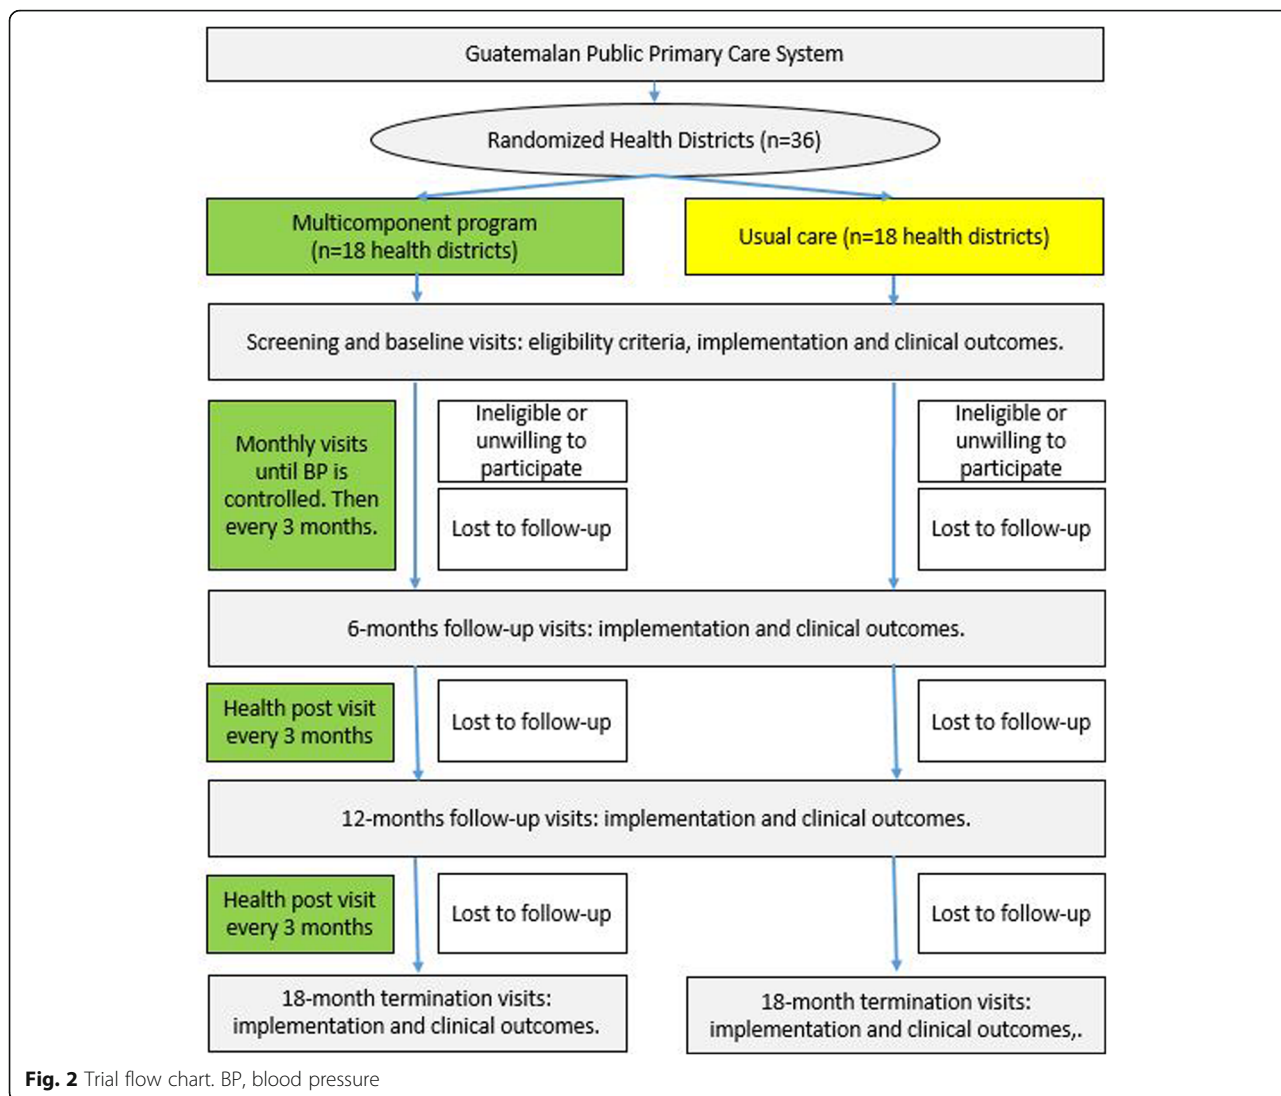 Guatemalan Public Primary Care System
Randomized Health Districts (n=36)
Multicomponent program
(n=18 health districts)
Usual care (n=18 health districts)
Screening and baseline visits: eligibility criteria, implementation and clinical outcomes.
Monthly visits
until BP is
controlled. Then
every 3 months.
Ineligible or
unwilling to
participate
Lost to follow-up
Ineligible or
unwilling to
participate
Lost to follow-up
6-months follow-up visits: implementation and clinical outcomes.
Health post visit
every 3 months
Lost to follow-up
Lost to follow-up
12-months follow-up visits: implementation and clinical outcomes.
Health post visit
every 3 months
Lost to follow-up
Lost to follow-up
18-month termination visits:
implementation and clinical outcomes.
18-month termination visits:
implementation and clinical outcomes,.
Fig. 2 Trial flow chart. BP, blood pressure